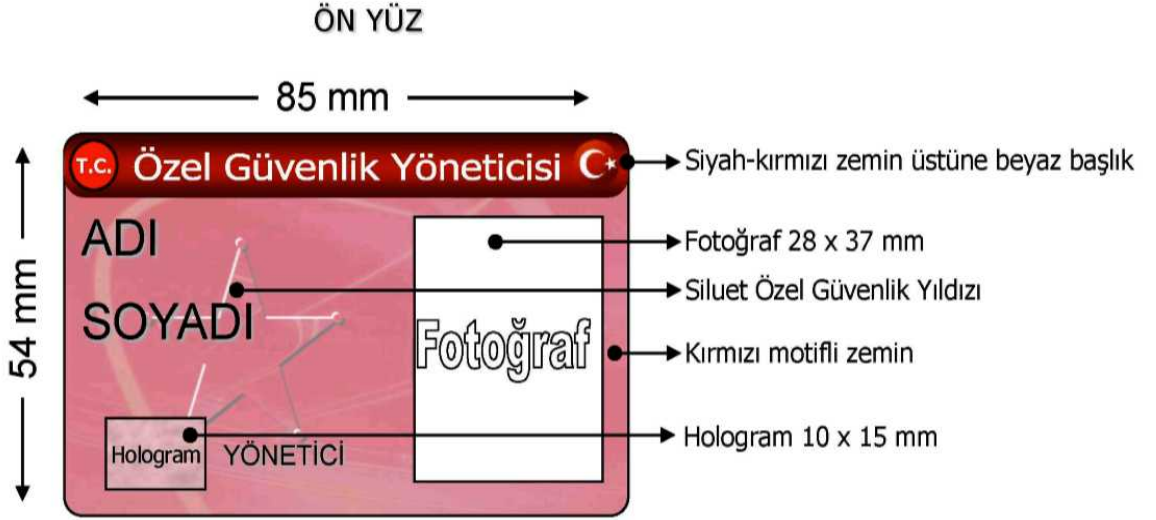 ÖN YÜZ
85 mm
54 mm
T.C. Özel Güvenlik Yöneticisi
Siyah-kırmızı zemin üstüne beyaz başlık
ADI
Fotoğraf 28 x 37 mm
Siluet Özel Güvenlik Yıldızı
SOYADI
Fotoğraf
Kırmızı motifli zemin
Hologram
YÖNETİCİ
Hologram 10 x 15 mm